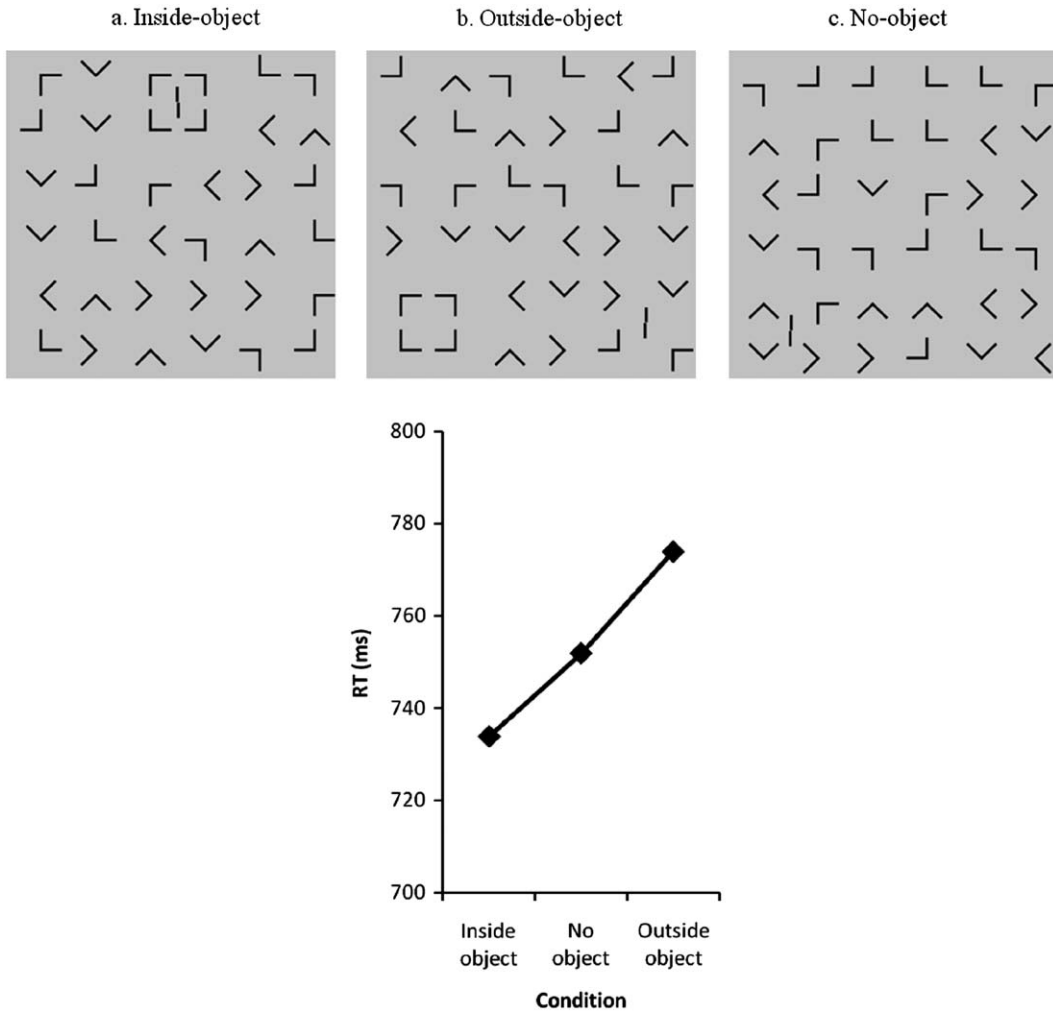 a. Inside-object
b. Outside-object
c. No-object
800
780
760
740
720
700
RT (ms)
Inside
object
No
object
Outside
object
Condition